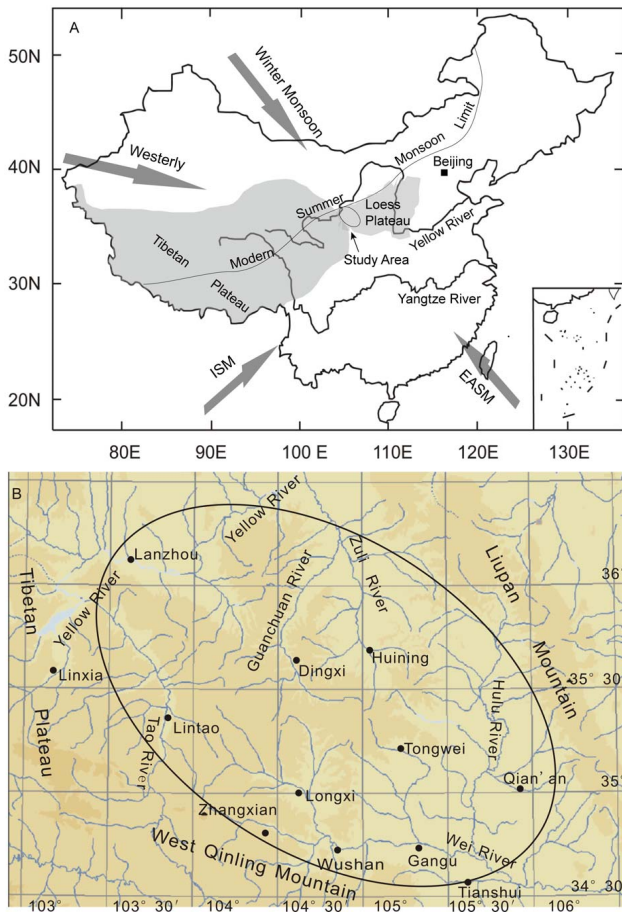 A
50N
40N
30N
20N
80E
90E
100 E
110E
120E
130E
Winter Monsoon
Westerly
Modern Summer Monsoon Limit
Beijing
Loess
Plateau
Yellow River
Study Area
Tibetan
Plateau
Yangtze River
ISM
EASM
B
Yellow River
Lanzhou
Zuli River
Liupan Mountain
36°
Tibetan Plateau
Yellow River
Guanchuan River
Huining
Dingxi
Linxia
35° 30'
Hulu River
Lintao
Tao River
Tongwei
Qian' an
Longxi
35°
Zhangxian
Wei River
Wushan
Gangu
West Qinling Mountain
Tianshui
34° 30'
103°
103° 30'
104°
104° 30'
105°
105° 30'
106°